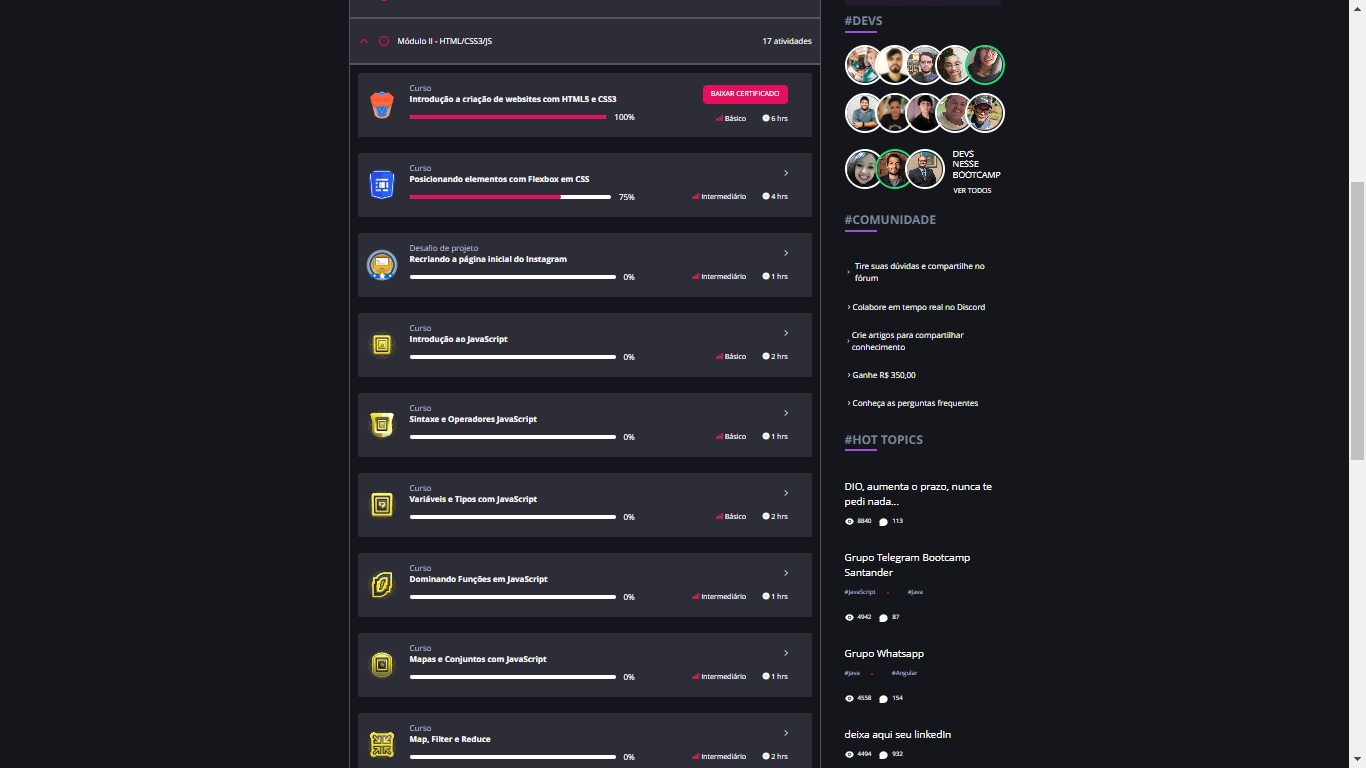 Módulo II - HTML/CSS3/JS
17 atividades
Curso
Introdução a criação de websites com HTML5 e CSS3
BAIXAR CERTIFICADO
100%
Básico
6 hrs
Curso
Posicionando elementos com Flexbox em CSS
75%
Intermediário
4 hrs
Desafio de projeto
Recriando a página inicial do Instagram
0%
Intermediário
1 hrs
Curso
Introdução ao JavaScript
0%
Básico
2 hrs
Curso
Sintaxe e Operadores JavaScript
0%
Básico
1 hrs
Curso
Variáveis e Tipos com JavaScript
0%
Básico
2 hrs
Curso
Dominando Funções em JavaScript
0%
Intermediário
1 hrs
Curso
Mapas e Conjuntos com JavaScript
0%
Intermediário
1 hrs
Curso
Map, Filter e Reduce
0%
Intermediário
2 hrs
#DEVS
DEVS
NESSE
BOOTCAMP
VER TODOS
#COMUNIDADE
Tire suas dúvidas e compartilhe no
fórum
Colabore em tempo real no Discord
Crie artigos para compartilhar
conhecimento
Ganhe R$ 350,00
Conheça as perguntas frequentes
#HOT TOPICS
DIO, aumenta o prazo, nunca te
pedi nada...
8840 113
Grupo Telegram Bootcamp
Santander
#JavaScript #Java
4942 87
Grupo Whatsapp
#Java #Angular
4558 154
deixa aqui seu linkedIn
4494 932